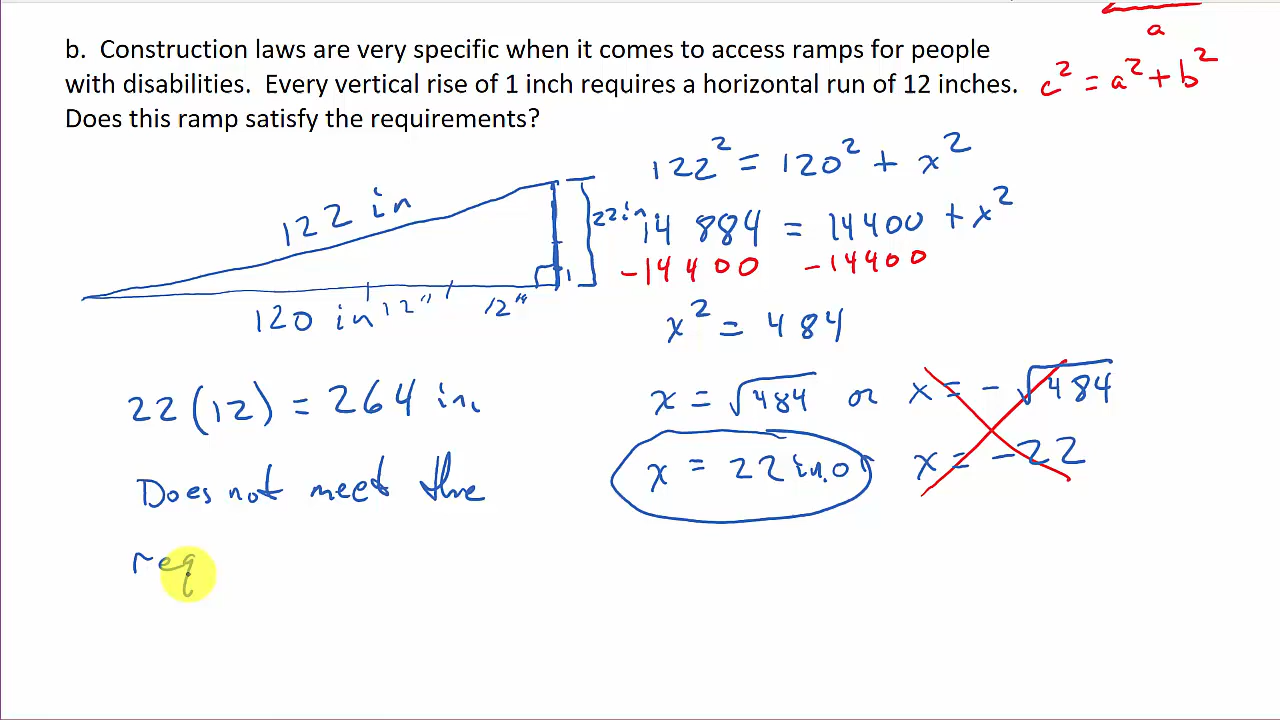 a
b. Construction laws are very specific when it comes to access ramps for people
with disabilities. Every vertical rise of 1 inch requires a horizontal run of 12 inches.
Does this ramp satisfy the requirements?
c² = a² + b²
122 in
22 in
1
120 in 12" 12"
122² = 120² + x²
14 884 = 14400 + x²
-14400 -14400
x² = 484
x = √484 or x = -√484
x = 22 in. or x = -22
22(12) = 264 in.
Does not meet the
req